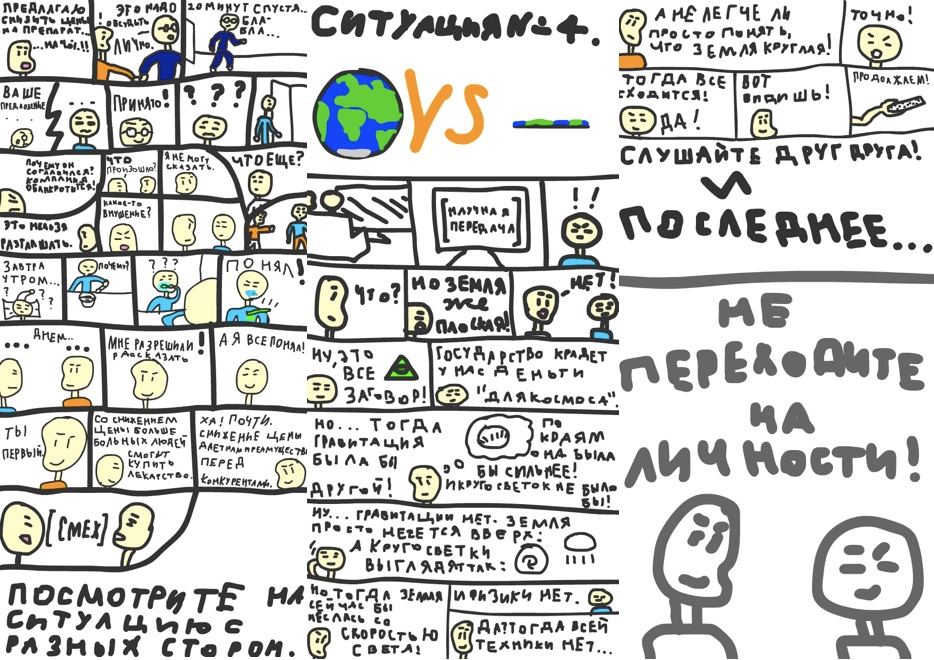 ПРЕДЛАГАЮ
СНИЗИТЬ ЦЕНЫ
НА ПРЕПАРАТ...
ЭТО НАДО
ОБСУДИТЬ
ЛИЧНО.
20 МИНУТ СПУСТЯ...
БЛА-
БЛА...
ВАШЕ
ПРЕДЛОЖЕНИЕ
ПРИНЯТО!
? ? ?
ПОЧЕМУ ОН
СОГЛАСИЛСЯ?
КОМПАНИЯ
ОБАНКРОТИТЬСЯ!
ЧТО
ПРОИЗОШЛО?
Я НЕ МОГУ
СКАЗАТЬ.
ЧТО ЕЩЕ?
ЭТО НЕЛЬЗЯ
РАЗГЛАШАТЬ.
КАКОЕ-ТО
ВНУШЕНИЕ?
ЗАВТРА
УТРОМ...
? ? ?
ПОЧЕМУ?
? ? ?
ПОНЯЛ!
ДНЕМ...
... ...
МНЕ РАЗРЕШИЛИ
РАССКАЗАТЬ!
А Я ВСЕ ПОНЯЛ!
ТЫ
ПЕРВЫЙ.
СО СНИЖЕНИЕМ
ЦЕНЫ БОЛЬШЕ
БОЛЬНЫХ ЛЮДЕЙ
СМОГУТ
КУПИТЬ
ЛЕКАРСТВО.
ХА! ПОЧТИ.
СНИЖЕНИЕ ЦЕНЫ
ДАЕТ НАМ ПРЕИМУЩЕСТВО
ПЕРЕД
КОНКУРЕНТАМИ.
[СМЕХ]
ПОСМОТРИТЕ НА
СИТУАЦИЮ С
РАЗНЫХ СТОРОН.
СИТУАЦИЯ №4.
VS
[НАУЧНАЯ
ПЕРЕДАЧА]
!!
ЧТО?
НО ЗЕМЛЯ
ЖЕ
ПЛОСКАЯ!
НЕТ!
НУ, ЭТО
ВСЕ
ЗАГОВОР!
ГОСУДАРСТВО КРАДЕТ
У НАС ДЕНЬГИ
"ДЛЯ КОСМОСА".
НО... ТОГДА
ГРАВИТАЦИЯ
БЫЛА БЫ
ДРУГОЙ!
ПО
КРАЯМ
ОНА БЫЛА
БЫ СИЛЬНЕЕ!
И КРУГОСВЕТОК НЕ БЫЛО
БЫ!
НУ... ГРАВИТАЦИИ НЕТ. ЗЕМЛЯ
ПРОСТО НЕСЕТСЯ ВВЕРХ.
А КРУГОСВЕТКИ
ВЫГЛЯДЯТ ТАК:
НО ТОГДА ЗЕМЛЯ
СЕЙЧАС БЫ
НЕСЛАСЬ СО
СКОРОСТЬЮ
СВЕТА!
И ФИЗИКИ НЕТ.
ДА? ТОГДА ВСЕЙ
ТЕХНИКИ НЕТ...
А НЕ ЛЕГЧЕ ЛИ
ПРОСТО ПОНЯТЬ,
ЧТО ЗЕМЛЯ КРУГЛАЯ!
ТОЧНО!
ТОГДА ВСЕ
СХОДИТСЯ!
ДА!
ВОТ
ВИДИШЬ!
ПРОДОЛЖАЕМ!
СЛУШАЙТЕ ДРУГ ДРУГА!
И
ПОСЛЕДНЕЕ...
НЕ
ПЕРЕХОДИТЕ
НА
ЛИЧНОСТИ!